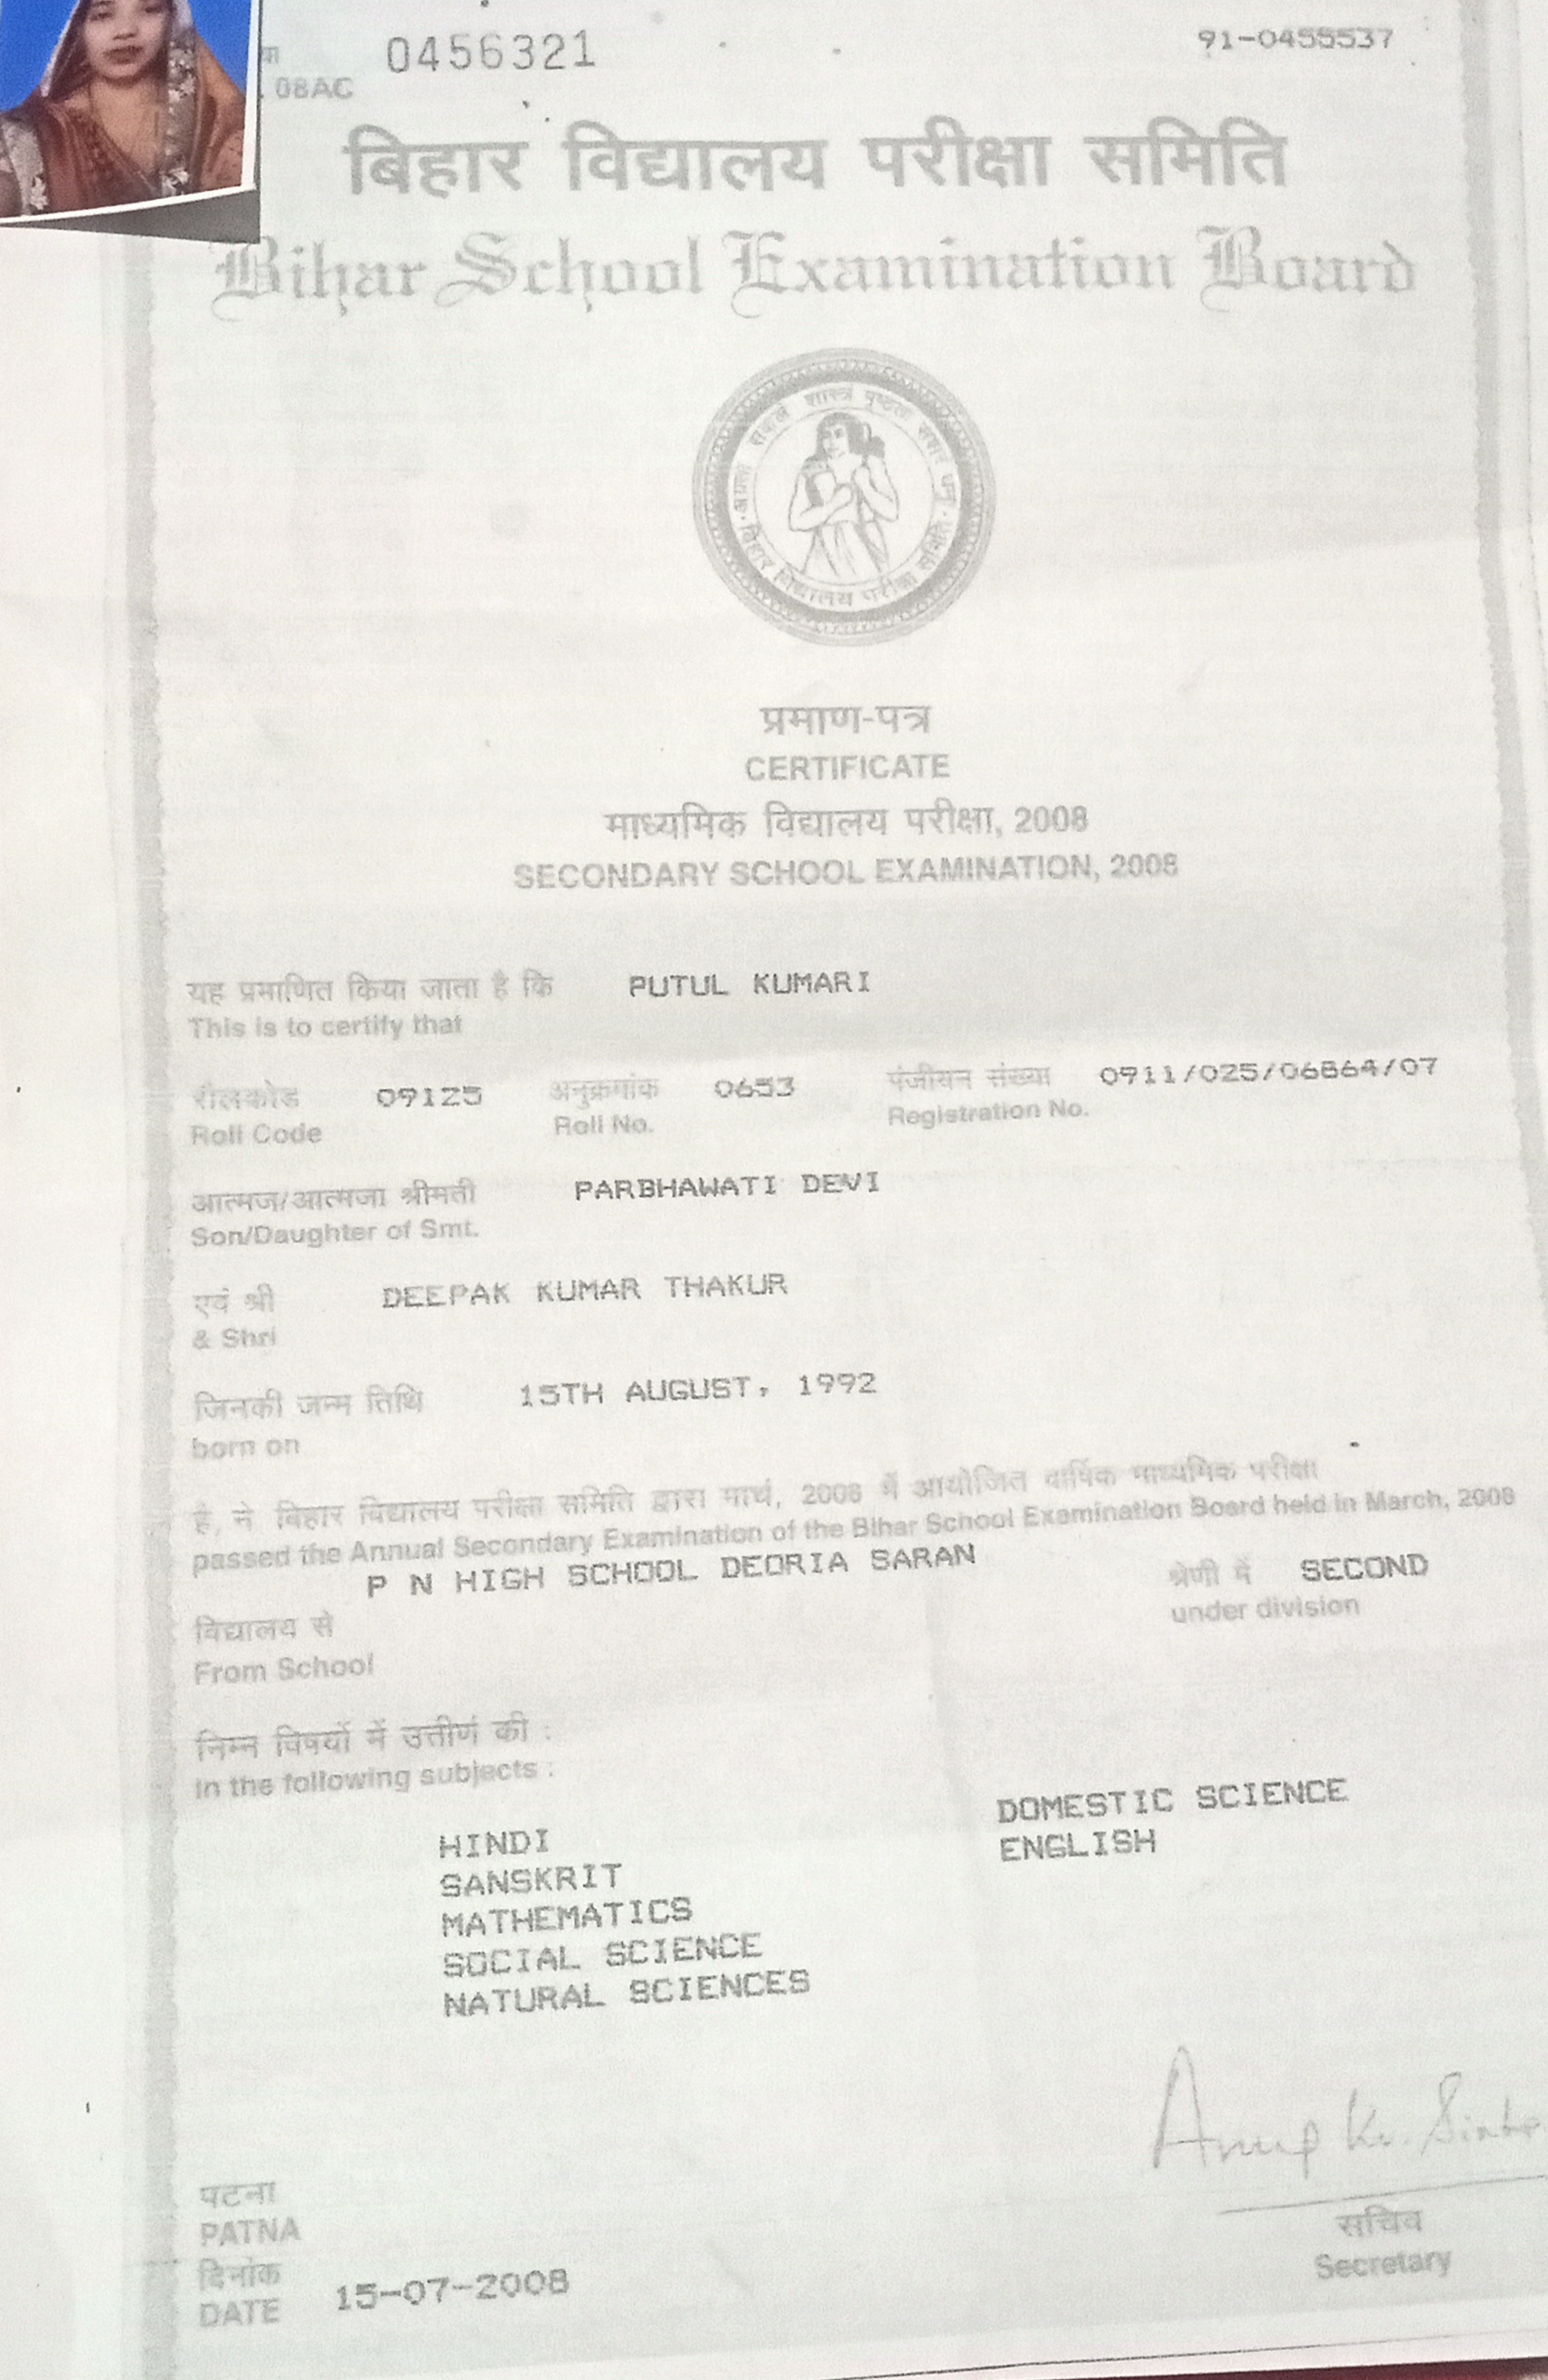 या 0456321 91-0455537
08AC
बिहार विद्यालय परीक्षा समिति
Bihar School Examination Board
शास्त्र
बिहार विद्यालय परीक्षा समिति
प्रमाण-पत्र
CERTIFICATE
माध्यमिक विद्यालय परीक्षा, 2008
SECONDARY SCHOOL EXAMINATION, 2008
यह प्रमाणित किया जाता है कि PUTUL KUMARI
This is to certify that
रौलकोड 09125 अनुक्रमांक 0653 पंजीयन संख्या 0911/025/06864/07
Roll Code Roll No. Registration No.
आत्मज/आत्मजा श्रीमती PARBHAWATI DEVI
Son/Daughter of Smt.
एवं श्री DEEPAK KUMAR THAKUR
& Shri
जिनकी जन्म तिथि 15TH AUGUST, 1992
born on
है, ने बिहार विद्यालय परीक्षा समिति द्वारा मार्च, 2008 में आयोजित वार्षिक माध्यमिक परीक्षा
passed the Annual Secondary Examination of the Bihar School Examination Board held in March, 2008
P N HIGH SCHOOL DEORIA SARAN श्रेणी में SECOND
विद्यालय से under division
From School
निम्न विषयों में उत्तीर्ण की :
in the following subjects :
HINDI DOMESTIC SCIENCE
SANSKRIT ENGLISH
MATHEMATICS
SOCIAL SCIENCE
NATURAL SCIENCES
Anup Kr. Sinha
पटना
PATNA सचिव
दिनांक Secretary
DATE 15-07-2008